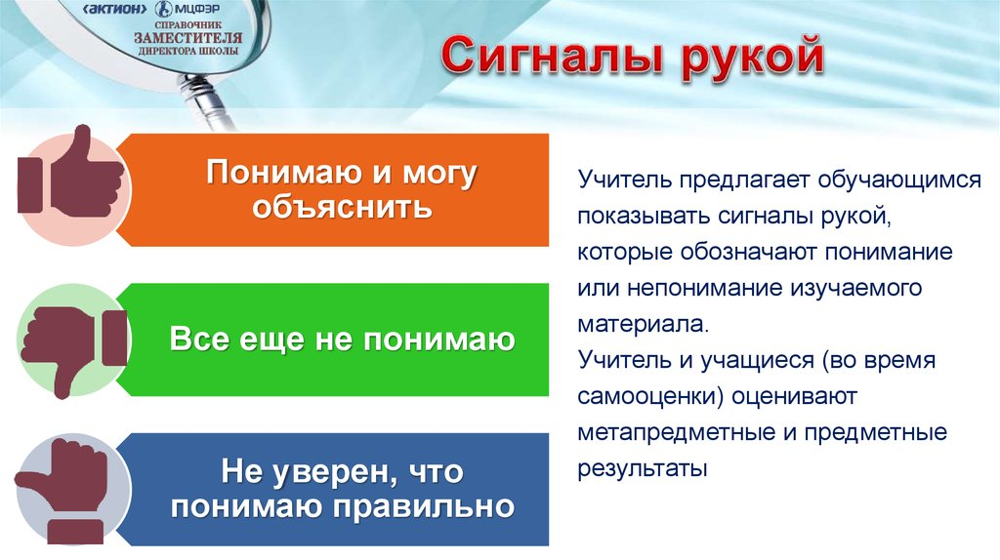 ‹актион› МЦФЭР
СПРАВОЧНИК
ЗАМЕСТИТЕЛЯ
ДИРЕКТОРА ШКОЛЫ
Сигналы рукой
Понимаю и могу
объяснить
Все еще не понимаю
Не уверен, что
понимаю правильно
Учитель предлагает обучающимся
показывать сигналы рукой,
которые обозначают понимание
или непонимание изучаемого
материала.
Учитель и учащиеся (во время
самооценки) оценивают
метапредметные и предметные
результаты